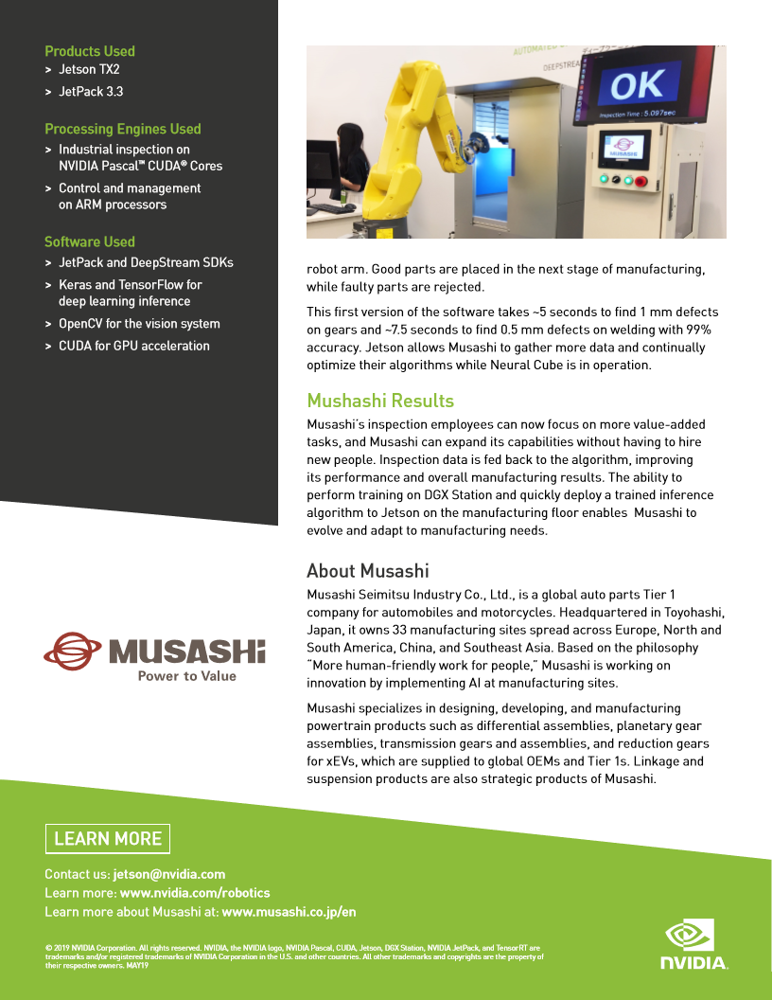 Products Used
> Jetson TX2
> JetPack 3.3
Processing Engines Used
> Industrial inspection on
NVIDIA Pascal™ CUDA® Cores
> Control and management
on ARM processors
Software Used
> JetPack and DeepStream SDKs
> Keras and TensorFlow for
deep learning inference
> OpenCV for the vision system
> CUDA for GPU acceleration
AUTOMATED
DEEPSTREAM
OK
Inspection Time : 5.097sec
MUSASHI
robot arm. Good parts are placed in the next stage of manufacturing,
while faulty parts are rejected.
This first version of the software takes ~5 seconds to find 1 mm defects
on gears and ~7.5 seconds to find 0.5 mm defects on welding with 99%
accuracy. Jetson allows Musashi to gather more data and continually
optimize their algorithms while Neural Cube is in operation.
Mushashi Results
Musashi's inspection employees can now focus on more value-added
tasks, and Musashi can expand its capabilities without having to hire
new people. Inspection data is fed back to the algorithm, improving
its performance and overall manufacturing results. The ability to
perform training on DGX Station and quickly deploy a trained inference
algorithm to Jetson on the manufacturing floor enables  Musashi to
evolve and adapt to manufacturing needs.
About Musashi
Musashi Seimitsu Industry Co., Ltd., is a global auto parts Tier 1
company for automobiles and motorcycles. Headquartered in Toyohashi,
Japan, it owns 33 manufacturing sites spread across Europe, North and
South America, China, and Southeast Asia. Based on the philosophy
“More human-friendly work for people,” Musashi is working on
innovation by implementing AI at manufacturing sites.
Musashi specializes in designing, developing, and manufacturing
powertrain products such as differential assemblies, planetary gear
assemblies, transmission gears and assemblies, and reduction gears
for xEVs, which are supplied to global OEMs and Tier 1s. Linkage and
suspension products are also strategic products of Musashi.
MUSASHi
Power to Value
LEARN MORE
Contact us: jetson@nvidia.com
Learn more: www.nvidia.com/robotics
Learn more about Musashi at: www.musashi.co.jp/en
© 2019 NVIDIA Corporation. All rights reserved. NVIDIA, the NVIDIA logo, NVIDIA Pascal, CUDA, Jetson, DGX Station, NVIDIA JetPack, and TensorRT are
trademarks and/or registered trademarks of NVIDIA Corporation in the U.S. and other countries. All other trademarks and copyrights are the property of
their respective owners. MAY19
NVIDIA.